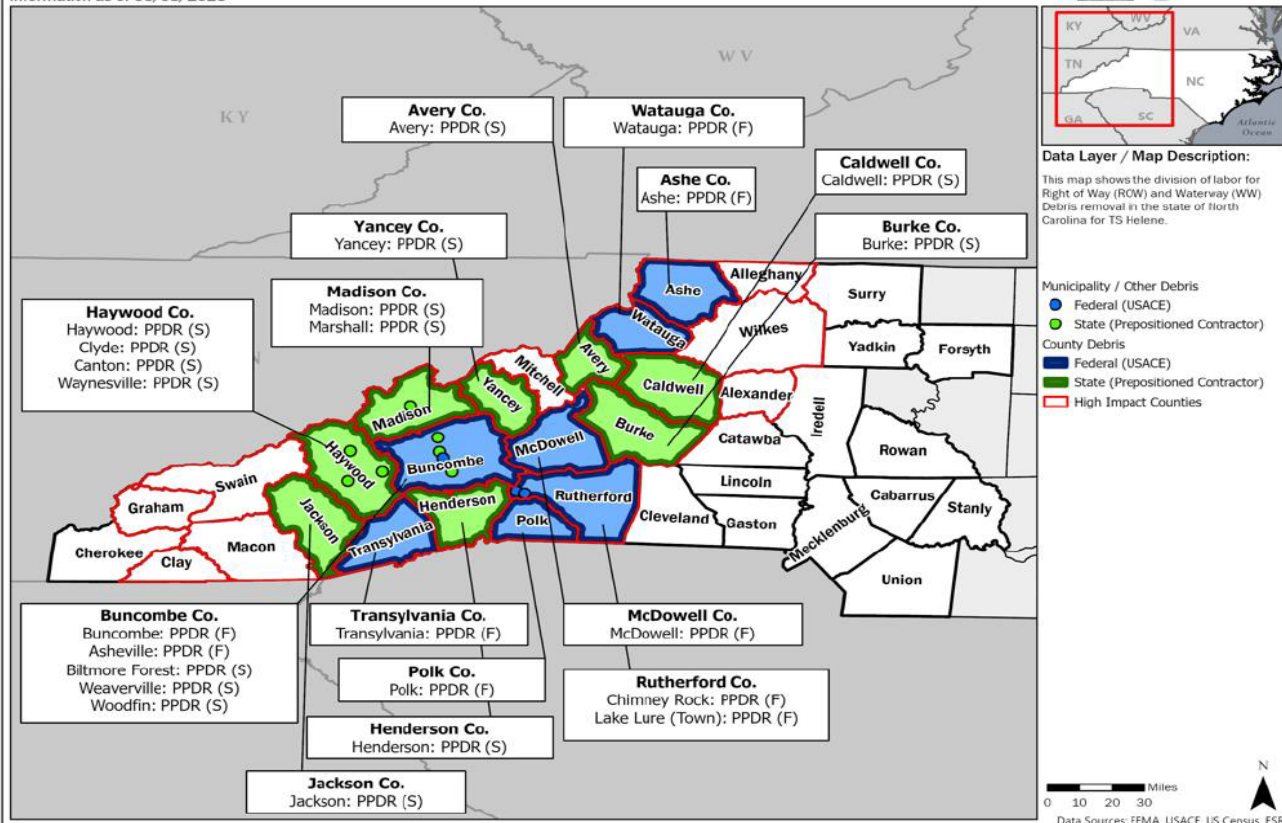 KY
WV
Avery Co.
Avery: PPDR (S)
Watauga Co.
Watauga: PPDR (F)
Ashe Co.
Ashe: PPDR (F)
Caldwell Co.
Caldwell: PPDR (S)
Burke Co.
Burke: PPDR (S)
Yancey Co.
Yancey: PPDR (S)
Madison Co.
Madison: PPDR (S)
Marshall: PPDR (S)
Haywood Co.
Haywood: PPDR (S)
Clyde: PPDR (S)
Canton: PPDR (S)
Waynesville: PPDR (S)
Ashe
Alleghany
Surry
Watauga
Wilkes
Yadkin
Forsyth
Avery
Mitchell
Caldwell
Alexander
Yancey
Madison
Iredell
Burke
McDowell
Catawba
Rowan
Haywood
Buncombe
Swain
Lincoln
Rutherford
Cabarrus
Stanly
Graham
Jackson
Henderson
Polk
Cleveland
Gaston
Mecklenburg
Transylvania
Macon
Cherokee
Clay
Union
Buncombe Co.
Buncombe: PPDR (F)
Asheville: PPDR (F)
Biltmore Forest: PPDR (S)
Weaverville: PPDR (S)
Woodfin: PPDR (S)
Transylvania Co.
Transylvania: PPDR (F)
McDowell Co.
McDowell: PPDR (F)
Polk Co.
Polk: PPDR (F)
Rutherford Co.
Chimney Rock: PPDR (F)
Lake Lure (Town): PPDR (F)
Henderson Co.
Henderson: PPDR (S)
Jackson Co.
Jackson: PPDR (S)
KY
WV
VA
TN
NC
GA
SC
Atlantic
Ocean
Data Layer / Map Description:
This map shows the division of labor for
Right of Way (ROW) and Waterway (WW)
Debris removal in the state of North
Carolina for TS Helene.
Municipality / Other Debris
Federal (USACE)
State (Prepositioned Contractor)
County Debris
Federal (USACE)
State (Prepositioned Contractor)
High Impact Counties
N
Miles
0 10 20 30
Data Sources: FEMA, USACE, US Census, ESR